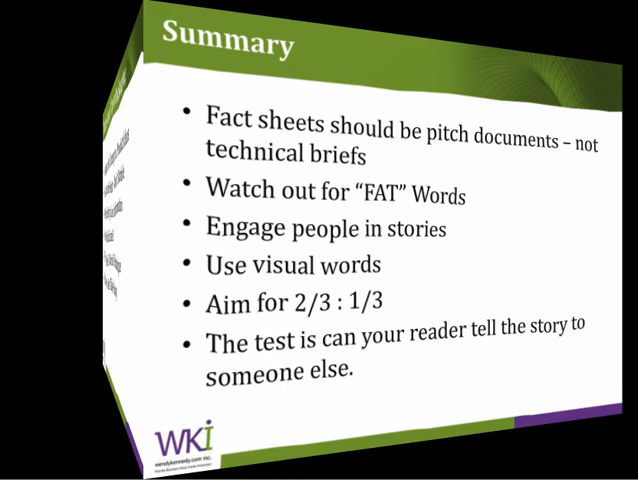 Summary
• Fact sheets should be pitch documents – not
technical briefs
• Watch out for “FAT” Words
• Engage people in stories
• Use visual words
• Aim for 2/3 : 1/3
• The test is can your reader tell the story to
someone else.
WKI
wendykennedy.com inc.